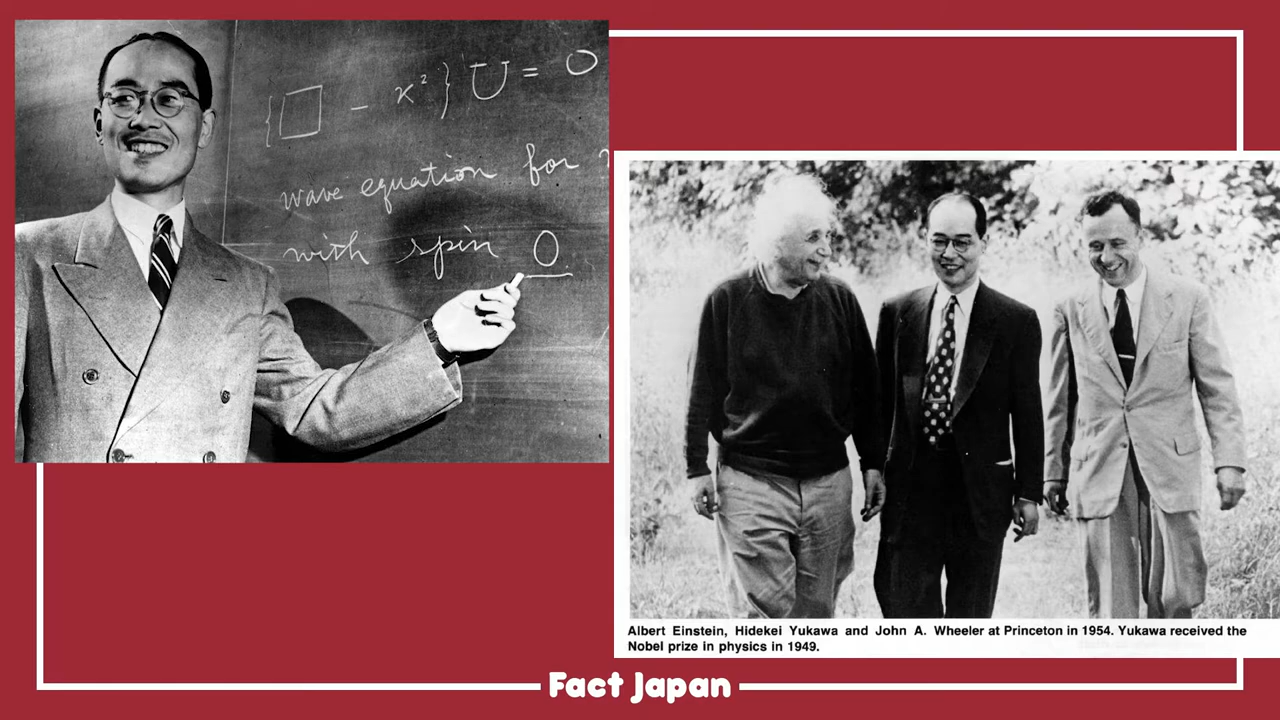 {□ - κ²} U = 0
wave equation for
with spin 0
Albert Einstein, Hidekei Yukawa and John A. Wheeler at Princeton in 1954. Yukawa received the
Nobel prize in physics in 1949.
Fact Japan